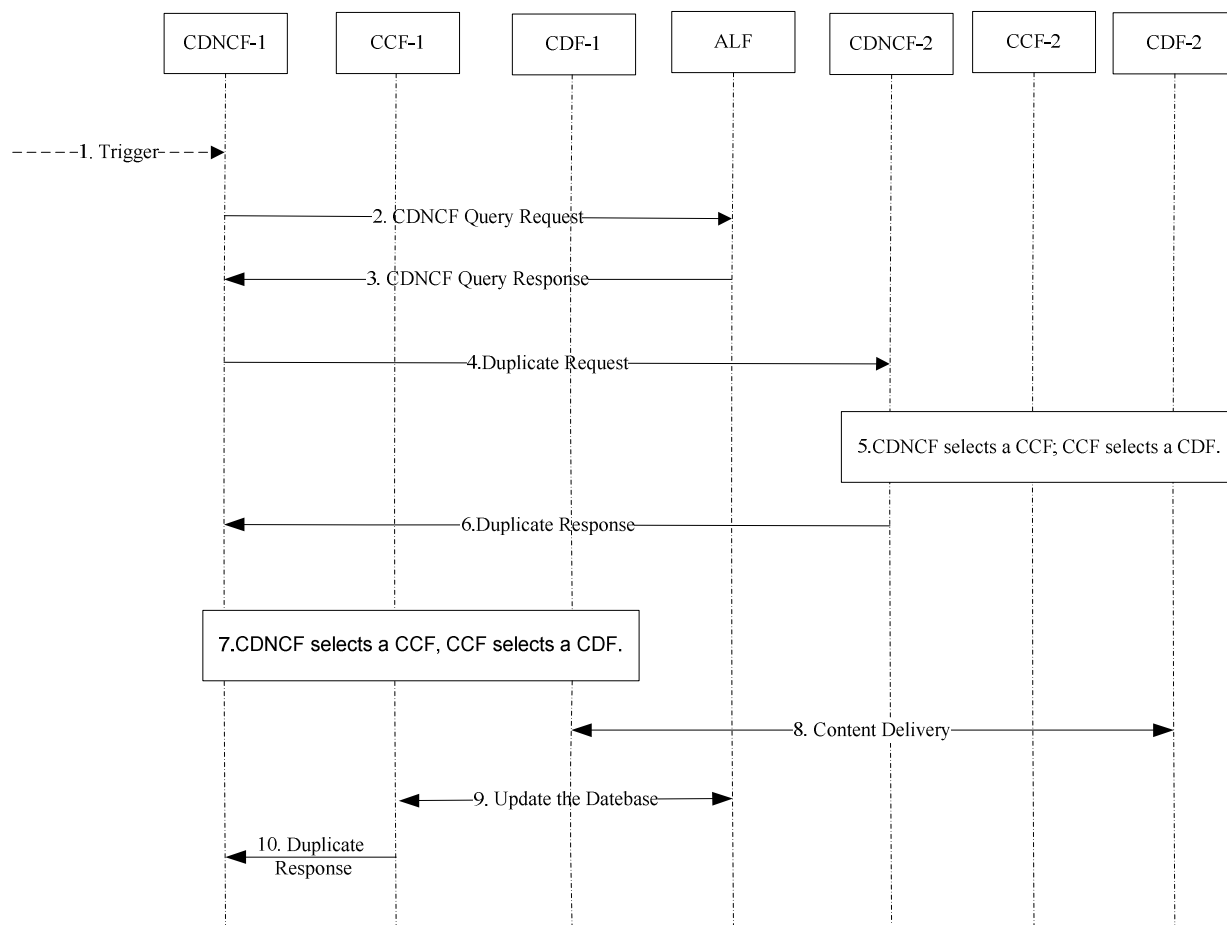 CDNCF-1
CCF-1
CDF-1
ALF
CDNCF-2
CCF-2
CDF-2
1. Trigger
2. CDNCF Query Request
3. CDNCF Query Response
4.Duplicate Request
5.CDNCF selects a CCF; CCF selects a CDF.
6.Duplicate Response
7.CDNCF selects a CCF, CCF selects a CDF.
8. Content Delivery
9. Update the Datebase
10. Duplicate
Response